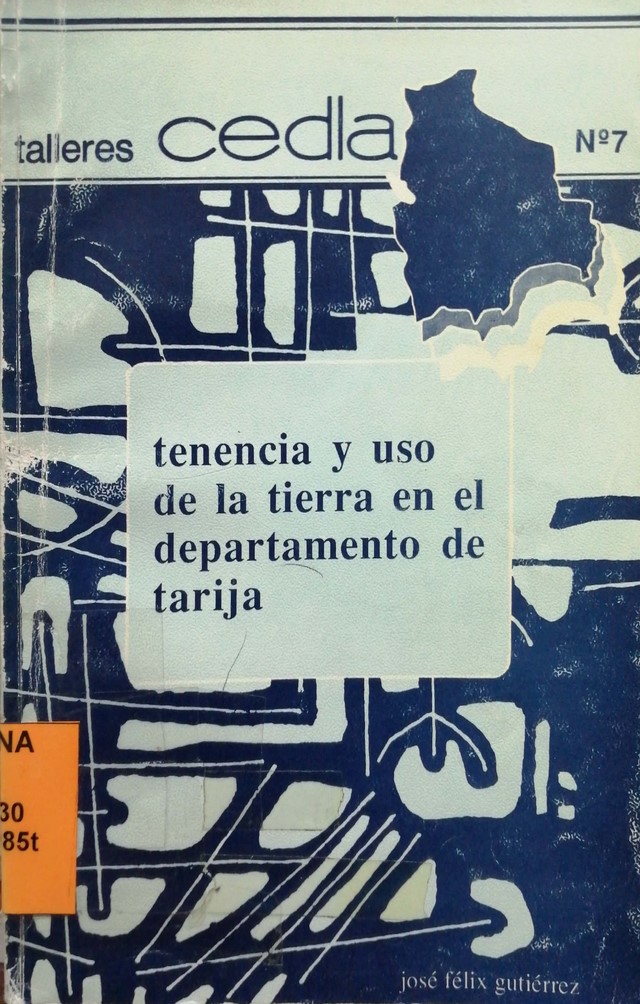 talleres cedla Nº7
tenencia y uso
de la tierra en el
departamento de
tarija
NA
30
85t
josé félix gutiérrez